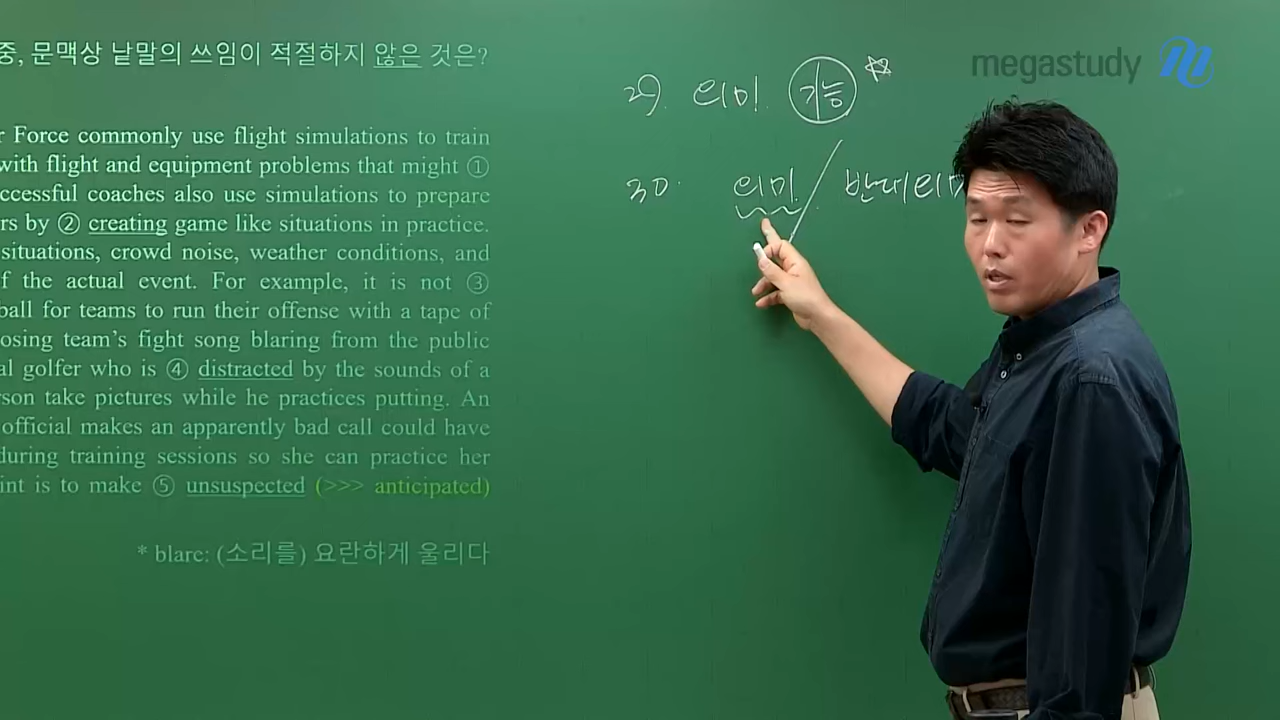 중, 문맥상 낱말의 쓰임이 적절하지 않은 것은?
r Force commonly use flight simulations to train
with flight and equipment problems that might ①
ccessful coaches also use simulations to prepare
rs by ② creating game like situations in practice.
situations, crowd noise, weather conditions, and
f the actual event. For example, it is not ③
ball for teams to run their offense with a tape of
osing team's fight song blaring from the public
al golfer who is ④ distracted by the sounds of a
rson take pictures while he practices putting. An
official makes an apparently bad call could have
during training sessions so she can practice her
int is to make ⑤ unsuspected (>>> anticipated)
* blare: (소리를) 요란하게 울리다
29. 의미 기능
30. 의미 / 반대의미
megastudy